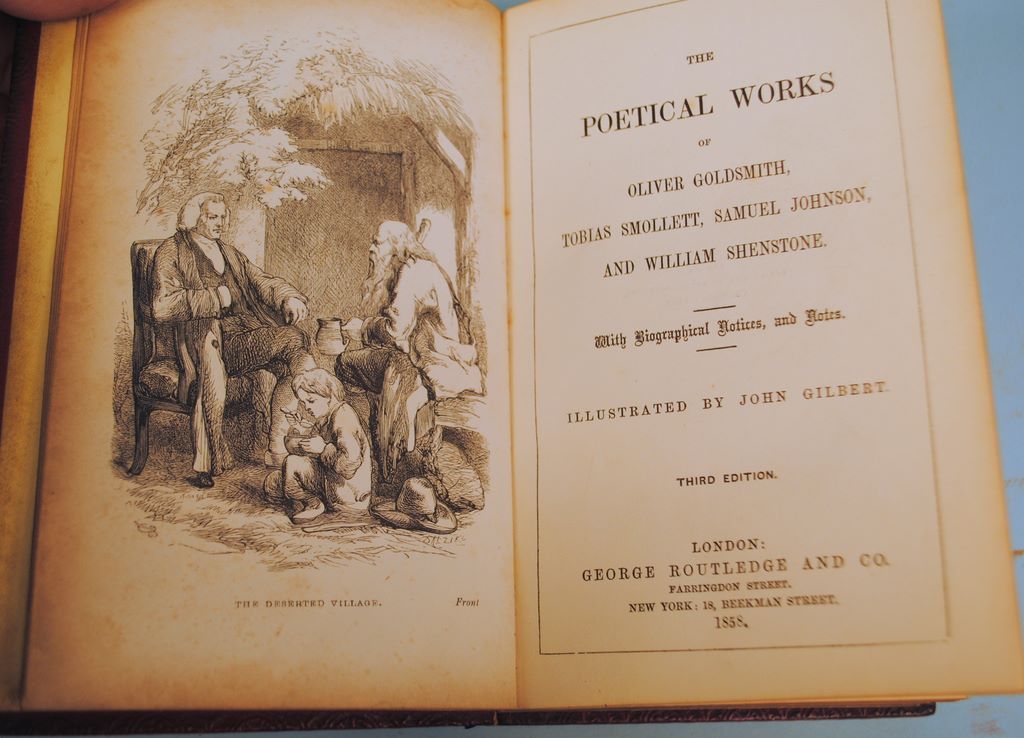 THE DESERTED VILLAGE. Front
THE
POETICAL WORKS
OF
OLIVER GOLDSMITH,
TOBIAS SMOLLETT, SAMUEL JOHNSON,
AND WILLIAM SHENSTONE.
With Biographical Notices, and Notes.
ILLUSTRATED BY JOHN GILBERT.
THIRD EDITION.
LONDON:
GEORGE ROUTLEDGE AND CO.
FARRINGDON STREET.
NEW YORK: 18, BEEKMAN STREET.
1858.